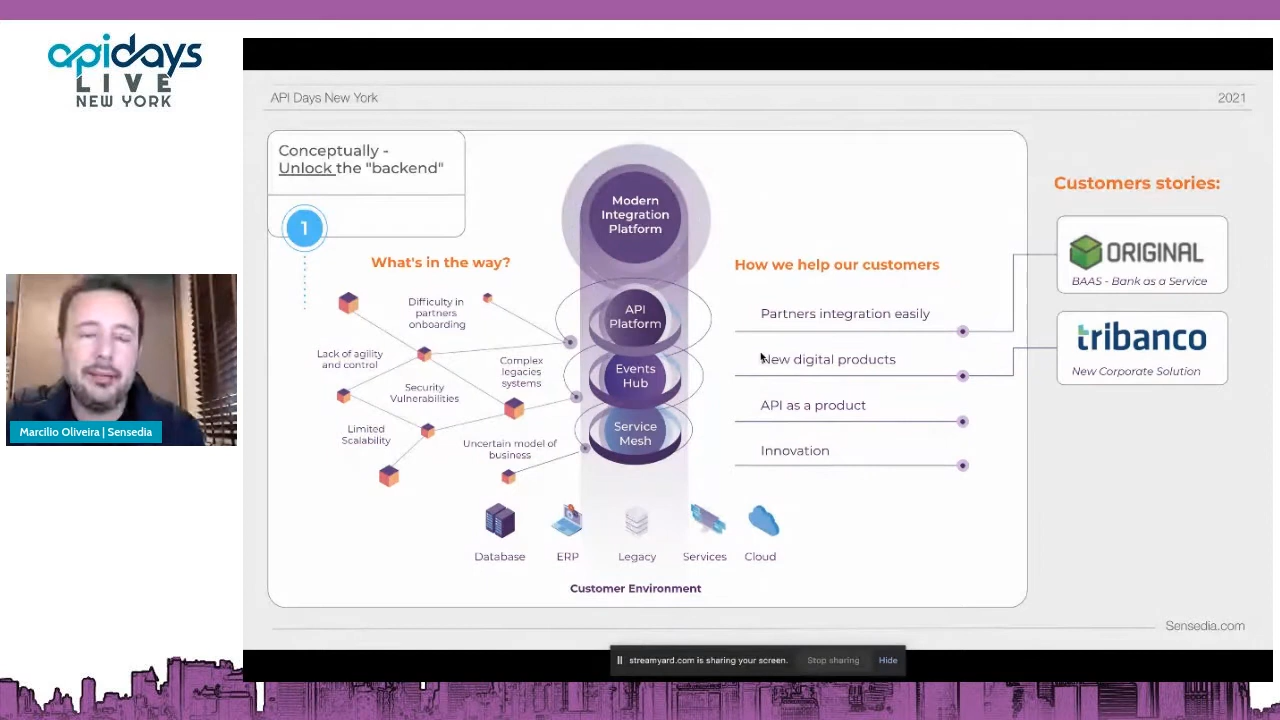 apidays
LIVE
NEW YORK
API Days New York
2021
Conceptually -
Unlock the "backend"
1
What's in the way?
Difficulty in
partners
onboarding
Lack of agility
and control
Complex
legacies
systems
Security
Vulnerabilities
Limited
Scalability
Uncertain model of
business
Modern
Integration
Platform
API
Platform
Events
Hub
Service
Mesh
How we help our customers
Partners integration easily
New digital products
API as a product
Innovation
Database
ERP
Legacy
Services
Cloud
Customer Environment
Customers stories:
ORIGINAL
BAAS - Bank as a Service
tribanco
New Corporate Solution
Marcilio Oliveira | Sensedia
Sensedia.com
streamyard.com is sharing your screen.
Stop sharing
Hide